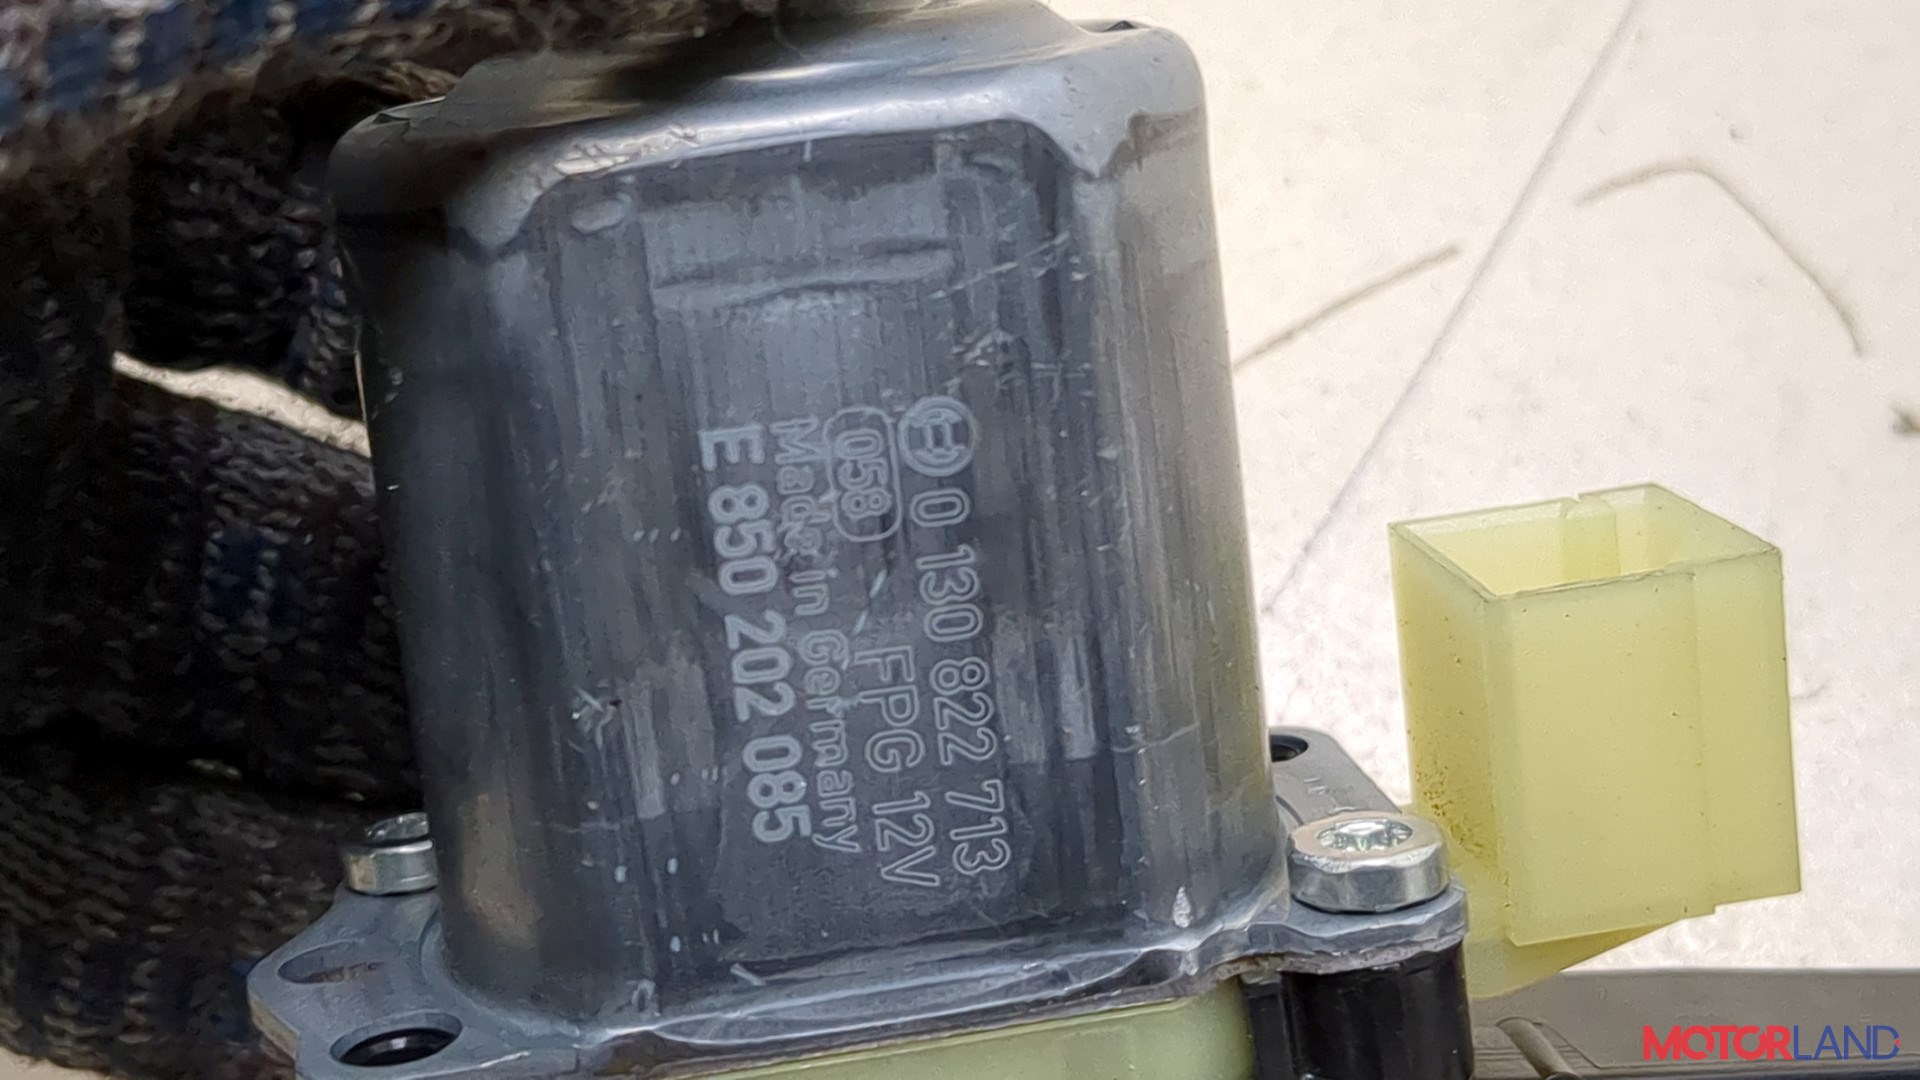 0 130 822 713
FPG 12V
058
Made in Germany
E 850 202 085
MOTORLAND